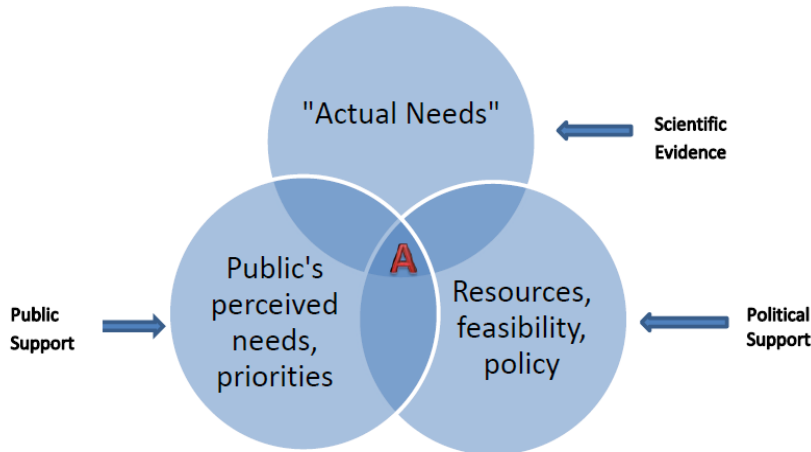 "Actual Needs"
Scientific
Evidence
A
Public's
perceived
needs,
priorities
Resources,
feasibility,
policy
Public
Support
Political
Support